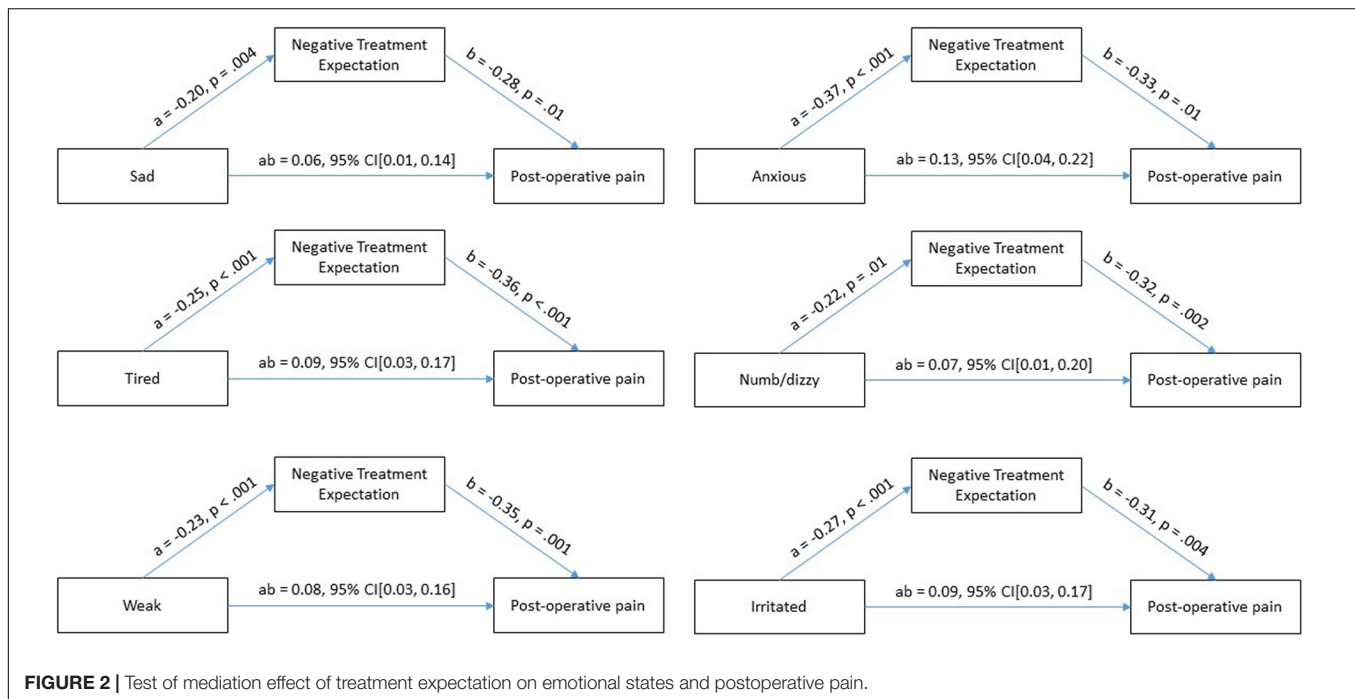 Negative Treatment
Expectation
a = -0.20, p = .004
b = -0.28, p = .01
Sad
ab = 0.06, 95% CI[0.01, 0.14]
Post-operative pain
Negative Treatment
Expectation
a = -0.37, p < .001
b = -0.33, p = .01
Anxious
ab = 0.13, 95% CI[0.04, 0.22]
Post-operative pain
Negative Treatment
Expectation
a = -0.25, p < .001
b = -0.36, p < .001
Tired
ab = 0.09, 95% CI[0.03, 0.17]
Post-operative pain
Negative Treatment
Expectation
a = -0.22, p = .01
b = -0.32, p = .002
Numb/dizzy
ab = 0.07, 95% CI[0.01, 0.20]
Post-operative pain
Negative Treatment
Expectation
a = -0.23, p < .001
b = -0.35, p = .001
Weak
ab = 0.08, 95% CI[0.03, 0.16]
Post-operative pain
Negative Treatment
Expectation
a = -0.27, p < .001
b = -0.31, p = .004
Irritated
ab = 0.09, 95% CI[0.03, 0.17]
Post-operative pain
FIGURE 2 | Test of mediation effect of treatment expectation on emotional states and postoperative pain.